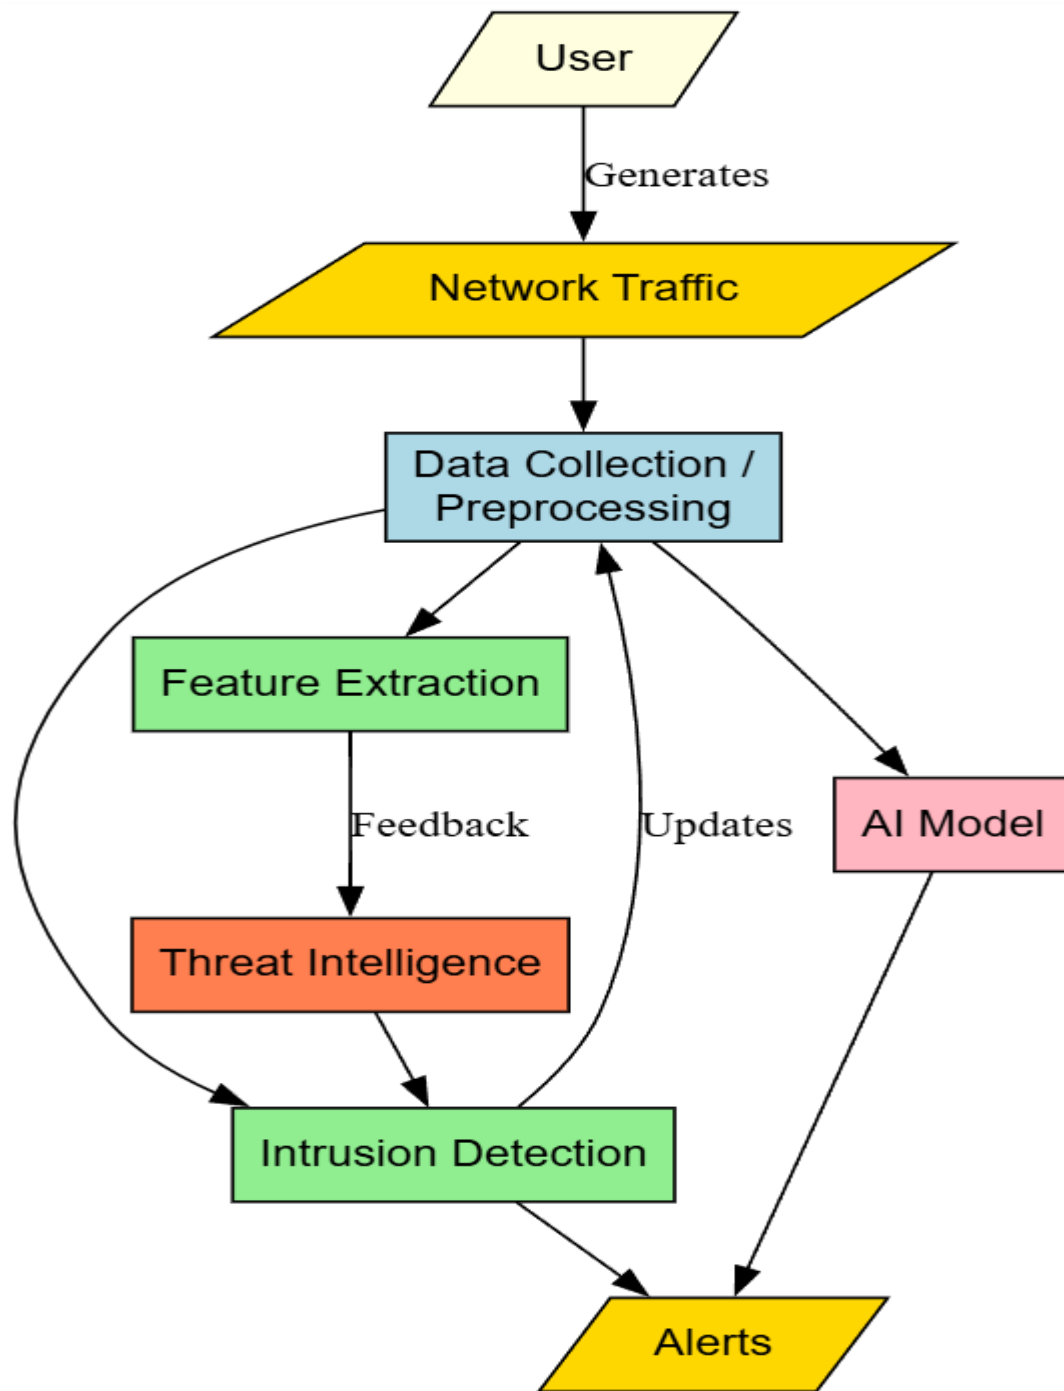 User
Generates
Network Traffic
Data Collection /
Preprocessing
Feature Extraction
Feedback
Updates
AI Model
Threat Intelligence
Intrusion Detection
Alerts